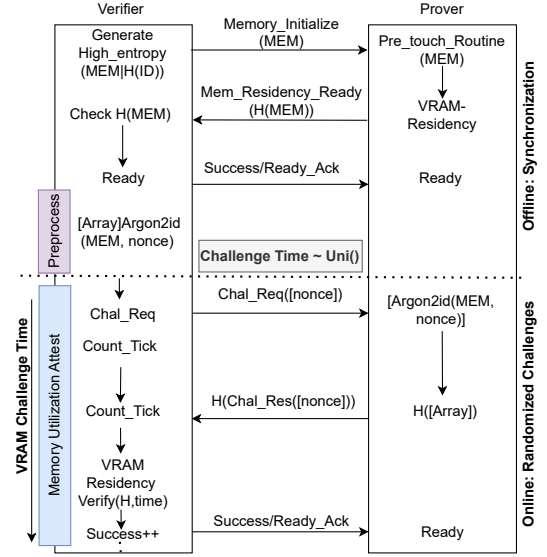 Verifier
Prover
Generate
High_entropy
(MEM|H(ID))
Memory_Initialize
(MEM)
Pre_touch_Routine
(MEM)
Check H(MEM)
Mem_Residency_Ready
(H(MEM))
VRAM-
Residency
Ready
Success/Ready_Ack
Ready
Offline: Synchronization
Preprocess
[Array]Argon2id
(MEM, nonce)
Challenge Time ~ Uni()
VRAM Challenge Time
Memory Utilization Attest
Chal_Req
Chal_Req([nonce])
[Argon2id(MEM,
nonce)]
Count_Tick
Count_Tick
H(Chal_Res([nonce]))
H([Array])
VRAM
Residency
Verify(H,time)
Success++
Success/Ready_Ack
Ready
Online: Randomized Challenges